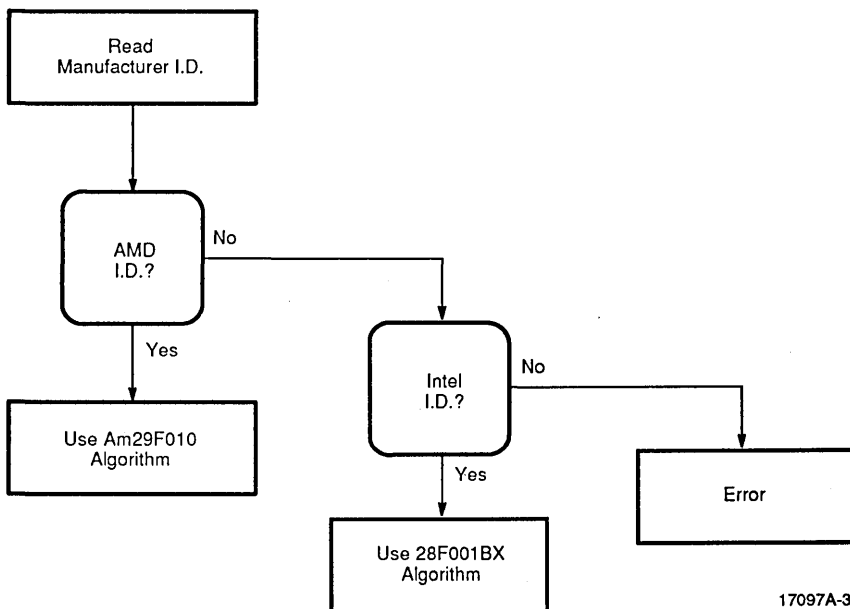 Read
Manufacturer I.D.
AMD
I.D.?
No
Yes
Use Am29F010
Algorithm
Intel
I.D.?
No
Yes
Use 28F001BX
Algorithm
Error
17097A-3